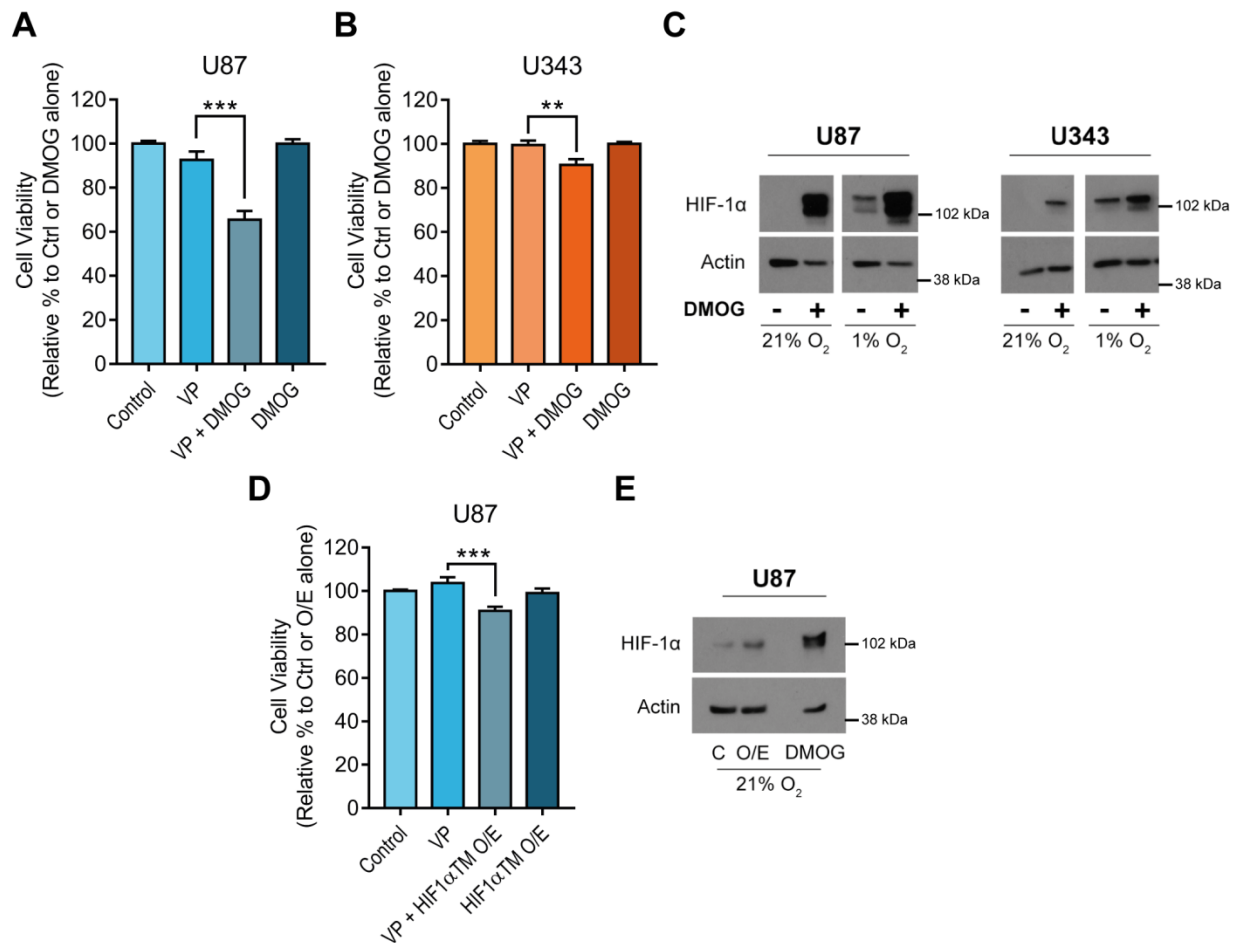 A
U87
Cell Viability
(Relative % to Ctrl or DMOG alone)
120
100
80
60
40
20
0
***
Control
VP
VP + DMOG
DMOG
B
U343
Cell Viability
(Relative % to Ctrl or DMOG alone)
120
100
80
60
40
20
0
**
Control
VP
VP + DMOG
DMOG
C
U87
U343
HIF-1α
102 kDa
102 kDa
Actin
38 kDa
38 kDa
DMOG - + - + - + - +
21% O₂ 1% O₂ 21% O₂ 1% O₂
D
U87
Cell Viability
(Relative % to Ctrl or O/E alone)
120
100
80
60
40
20
0
***
Control
VP
VP + HIF1αTM O/E
HIF1αTM O/E
E
U87
HIF-1α
102 kDa
Actin
38 kDa
C O/E DMOG
21% O₂